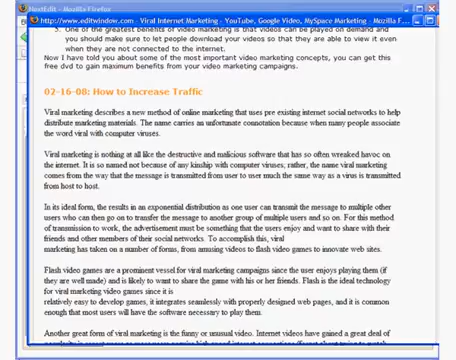 NextEdit - Mozilla Firefox
http://www.editwindow.com - Viral Internet Marketing - YouTube, Google Video, MySpace Marketing - Mozilla F...
5. One of the greatest benefits of video marketing is that videos can be played on demand and
you should make sure to let people download your videos so that they are able to view it even
when they are not connected to the internet.
Now I have told you about some of the most important video marketing concepts, you can get this
free dvd to gain maximum benefits from your video marketing campaigns.
02-16-08: How to Increase Traffic
Viral marketing describes a new method of online marketing that uses pre existing internet social networks to help
distribute marketing materials. The name carries an unfortunate connotation because when many people associate
the word viral with computer viruses.
Viral marketing is nothing at all like the destructive and malicious software that has so often wreaked havoc on
the internet. It is so named not because of any kinship with computer viruses; rather, the name viral marketing
comes from the way that the message is transmitted from user to user much the same way as a virus is transmitted
from host to host.
In its ideal form, the results in an exponential distribution as one user can transmit the message to multiple other
users who can then go on to transfer the message to another group of multiple users and so on. For this method
of transmission to work, the advertisement must be something that the users enjoy and want to share with their
friends and other members of their social networks. To accomplish this, viral
marketing has taken on a number of forms, from amusing videos to flash video games to innovate web sites.
Flash video games are a prominent vessel for viral marketing campaigns since the user enjoys playing them (if
they are well made) and is likely to want to share the game with his or her friends. Flash is the ideal technology
for viral marketing video games since it is
relatively easy to develop games, it integrates seamlessly with properly designed web pages, and it is common
enough that most users will have the software necessary to play them.
Another great form of viral marketing is the funny or unusual video. Internet videos have gained a great deal of